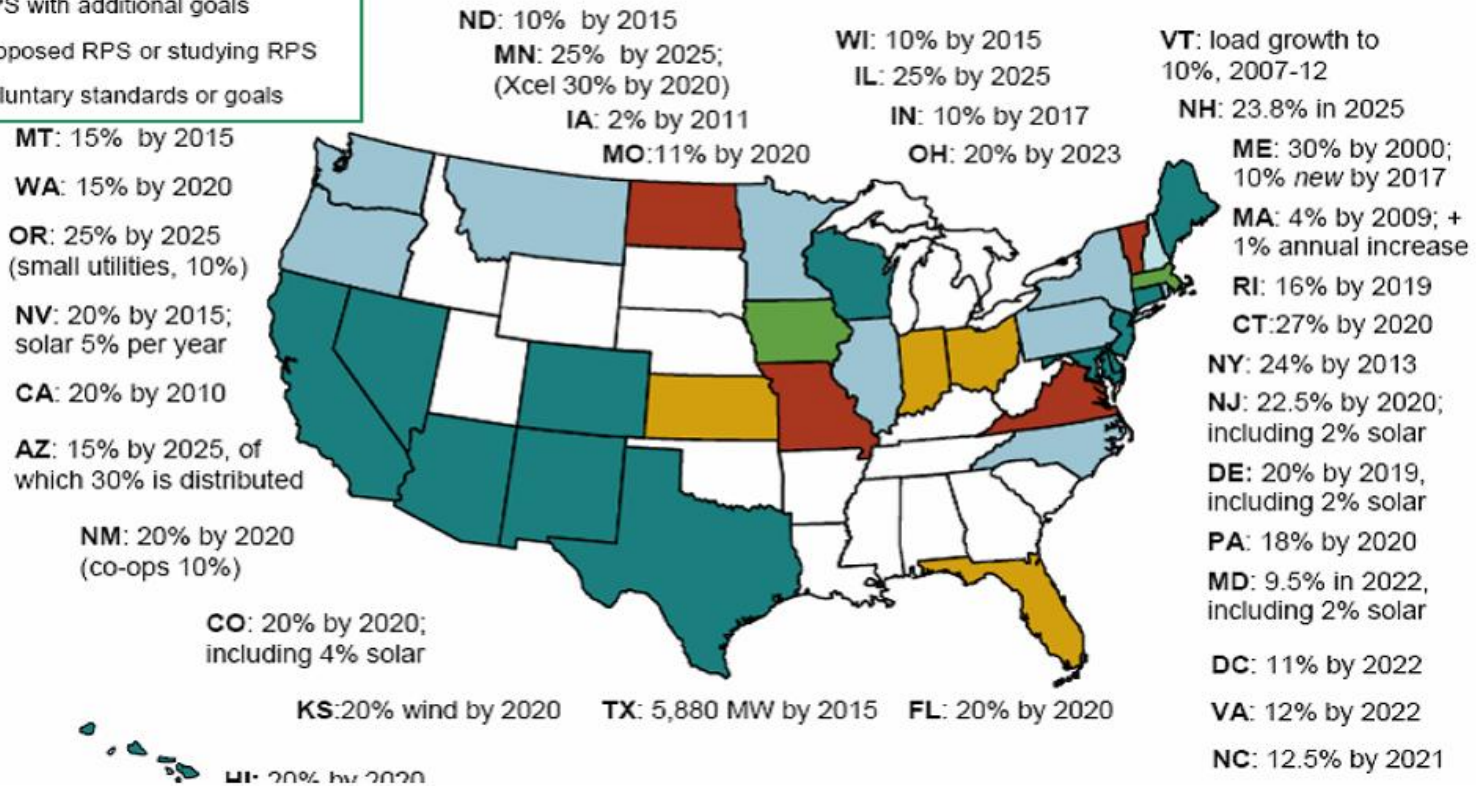 with additional goals
RPS or studying RPS
standards or goals
ND: 10% by 2015
MN: 25% by 2025;
(Xcel 30% by 2020)
IA: 2% by 2011
MO:11% by 2020
WI: 10% by 2015
IL: 25% by 2025
IN: 10% by 2017
OH: 20% by 2023
VT: load growth to
10%, 2007-12
NH: 23.8% in 2025
ME: 30% by 2000;
10% new by 2017
MA: 4% by 2009; +
1% annual increase
RI: 16% by 2019
CT:27% by 2020
NY: 24% by 2013
NJ: 22.5% by 2020;
including 2% solar
DE: 20% by 2019,
including 2% solar
PA: 18% by 2020
MD: 9.5% in 2022,
including 2% solar
DC: 11% by 2022
VA: 12% by 2022
NC: 12.5% by 2021
MT: 15% by 2015
WA: 15% by 2020
OR: 25% by 2025
(small utilities, 10%)
NV: 20% by 2015;
solar 5% per year
CA: 20% by 2010
AZ: 15% by 2025, of
which 30% is distributed
NM: 20% by 2020
(co-ops 10%)
CO: 20% by 2020;
including 4% solar
KS:20% wind by 2020
TX: 5,880 MW by 2015
FL: 20% by 2020
HI: 20% by 2020